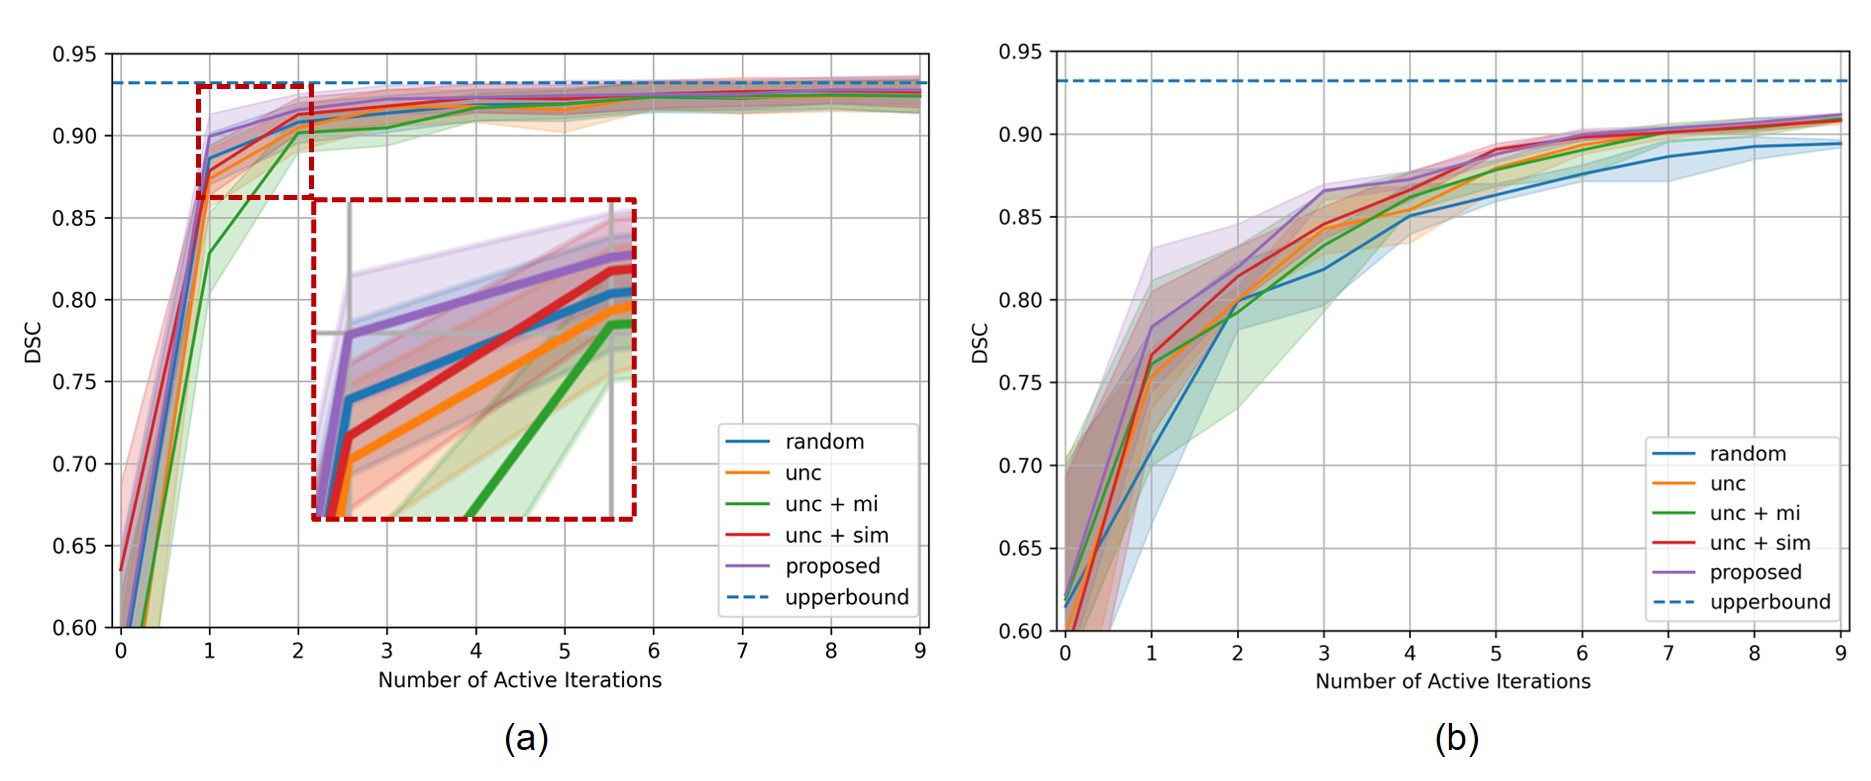 0.95
0.90
0.85
0.80
0.75
0.70
0.65
0.60
DSC
0 1 2 3 4 5 6 7 8 9
Number of Active Iterations
random
unc
unc + mi
unc + sim
proposed
upperbound
(a)
0.95
0.90
0.85
0.80
0.75
0.70
0.65
0.60
DSC
0 1 2 3 4 5 6 7 8 9
Number of Active Iterations
random
unc
unc + mi
unc + sim
proposed
upperbound
(b)